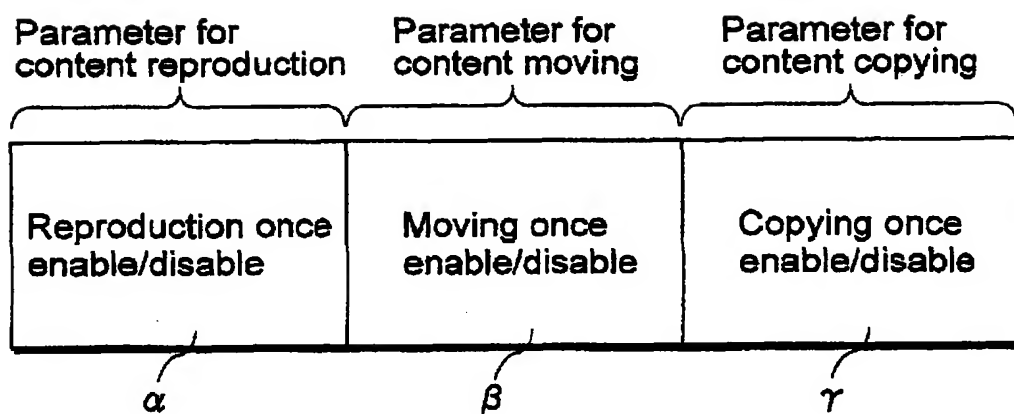 Parameter for
content reproduction
Parameter for
content moving
Parameter for
content copying
Reproduction once
enable/disable
Moving once
enable/disable
Copying once
enable/disable
α
β
γ